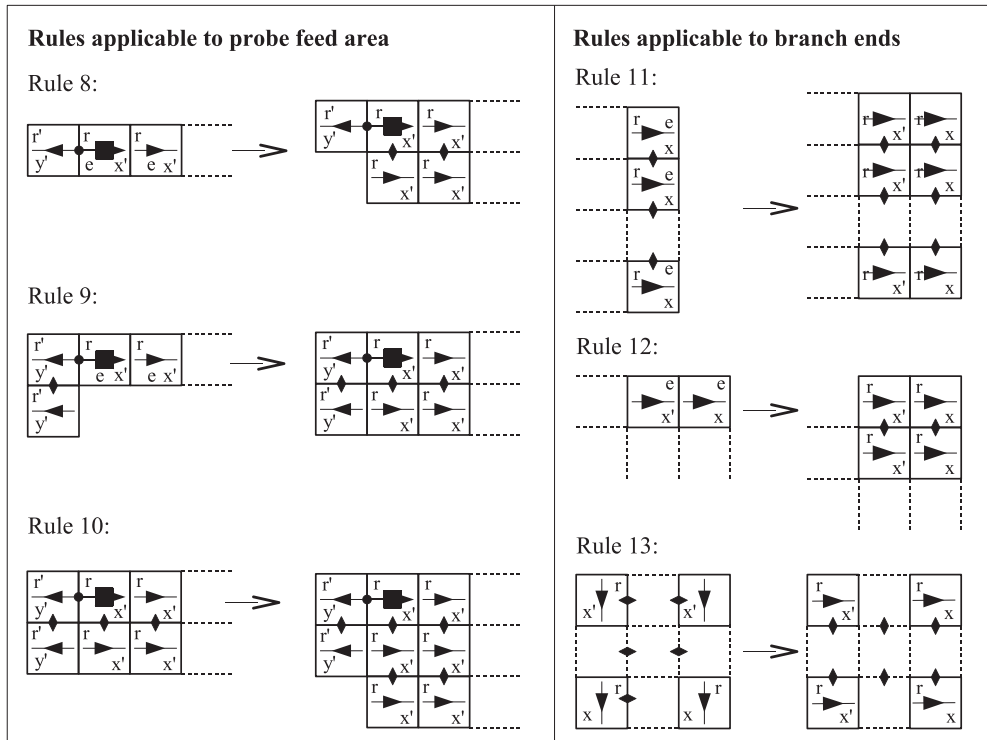 Rules applicable to probe feed area
Rule 8:
r' r r
y' e x' e x'
r' r r
y' x' x'
r r
x' x'
Rule 9:
r' r r
y' e x' e x'
r'
y'
r' r r
y' x' x'
r' r r
y' x' x'
Rule 10:
r' r r
y' x' x'
r' r r
y' x' x'
r' r r
y' x' x'
r' r r
y' x' x'
r r
x' x'
Rules applicable to branch ends
Rule 11:
r e
x
r e
x
r e
x
r r
x' x
r r
x' x
r r
x' x
Rule 12:
e e
x' x
r r
x' x
r r
x' x
Rule 13:
r r
x' x'
r r
x x
r r
x' x
r r
x' x